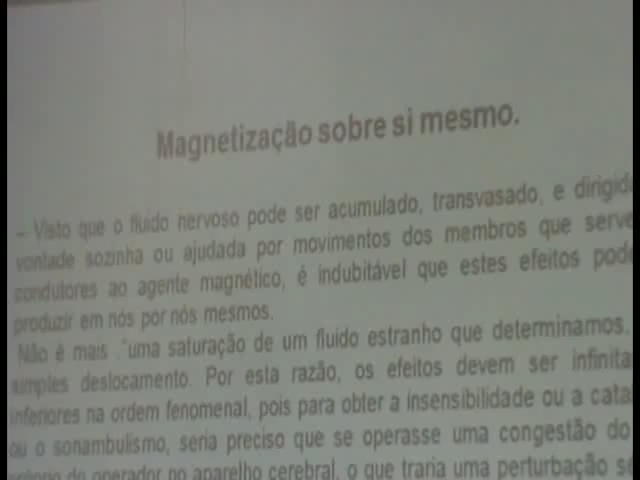 Magnetização sobre si mesmo.
– Visto que o fluido nervoso pode ser acumulado, transvasado, e dirigid
vontade sozinha ou ajudada por movimentos dos membros que serve
condutores ao agente magnético, é indubitável que estes efeitos pode
produzir em nós por nós mesmos.
Não é mais ."uma saturação de um fluido estranho que determinamos.
simples deslocamento. Por esta razão, os efeitos devem ser infinita
inferiores na ordem fenomenal, pois para obter a insensibilidade ou a cata
ou o sonambulismo, seria preciso que se operasse uma congestão do
próprio do operador no aparelho cerebral, o que traria uma perturbação se